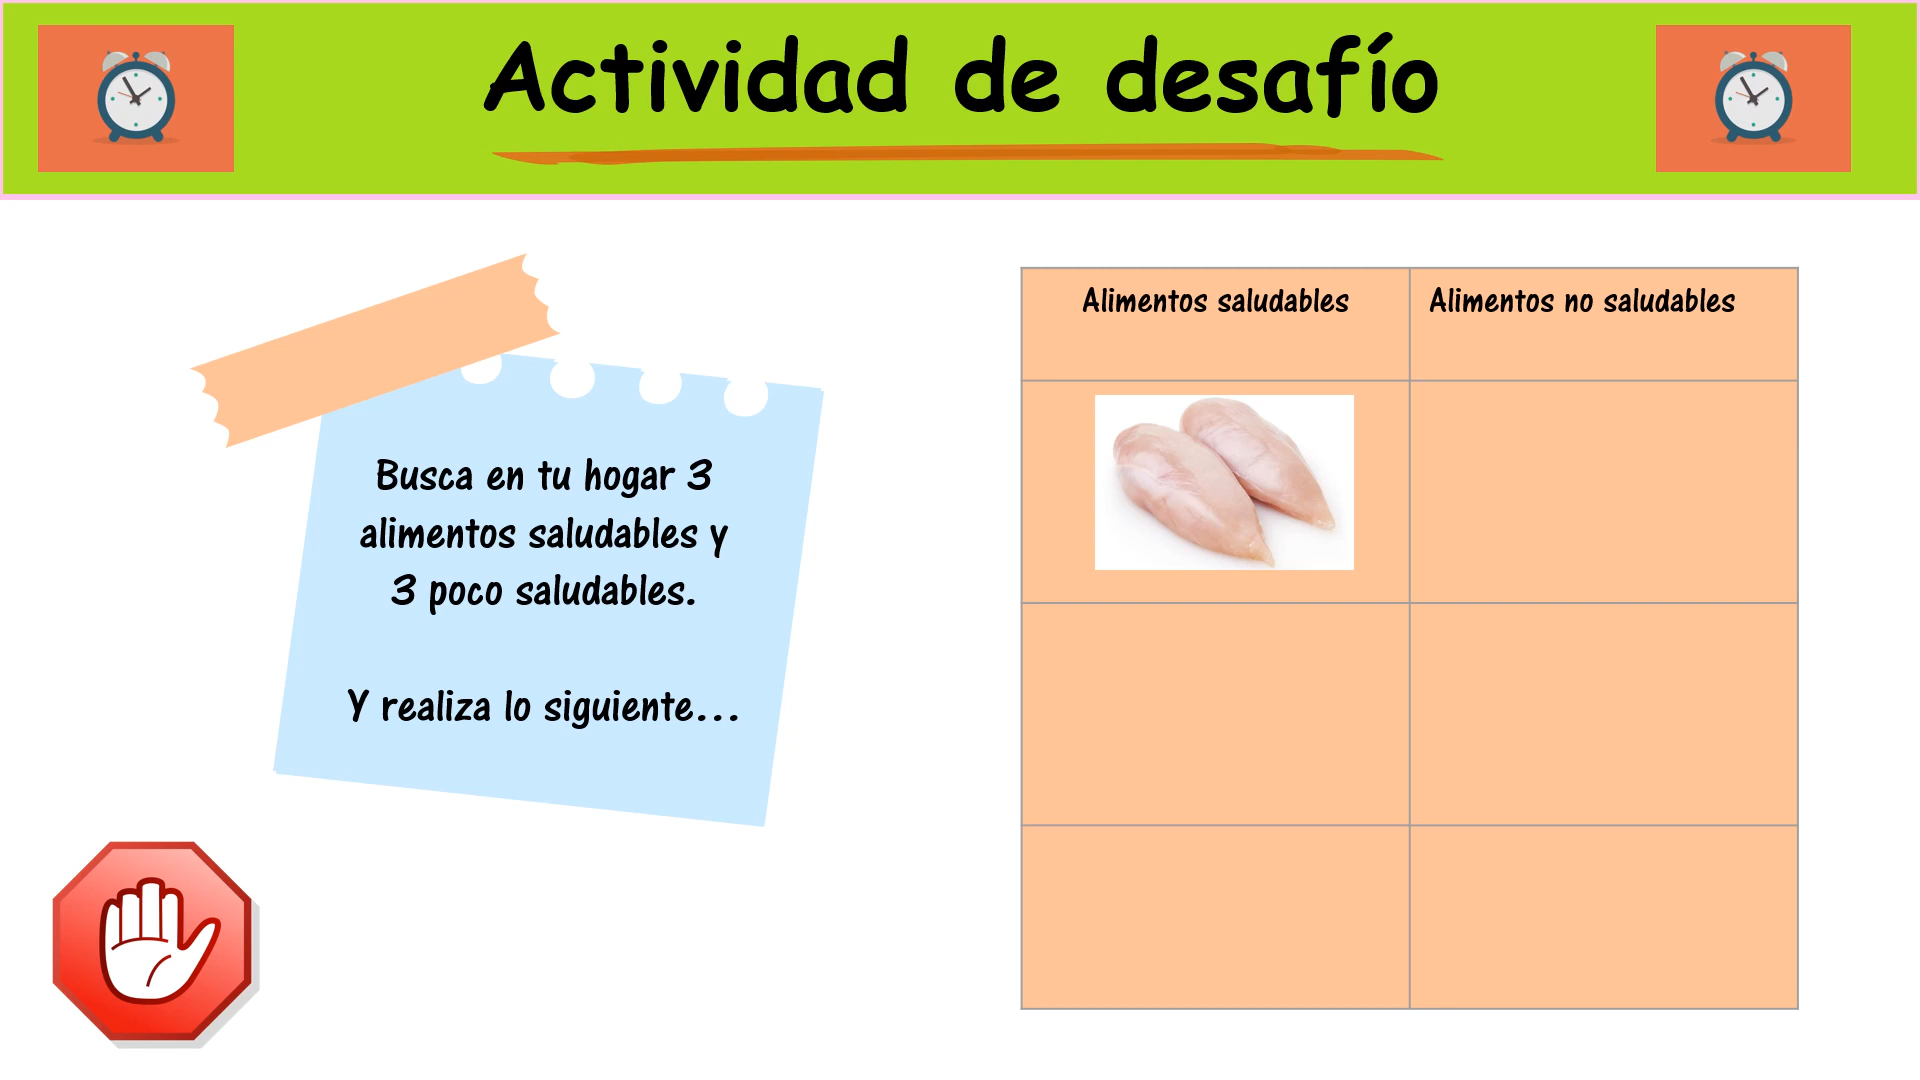 Actividad de desafío
Busca en tu hogar 3
alimentos saludables y
3 poco saludables.
Y realiza lo siguiente...
Alimentos saludables
Alimentos no saludables